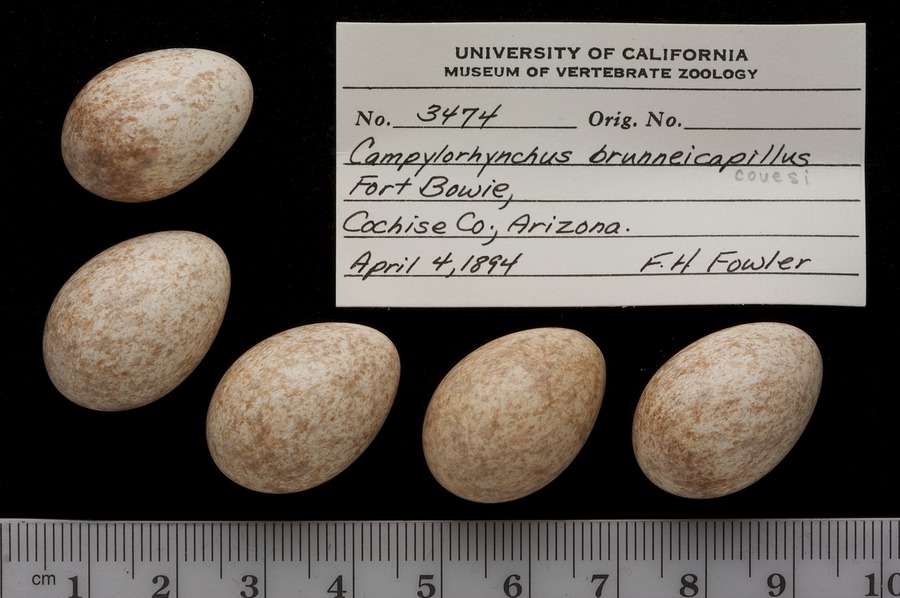 UNIVERSITY OF CALIFORNIA
MUSEUM OF VERTEBRATE ZOOLOGY
No. 3474 Orig. No.
Campylorhynchus brunneicapillus
couesi
Fort Bowie,
Cochise Co., Arizona.
April 4, 1894 F. H Fowler
cm 1 2 3 4 5 6 7 8 9 10